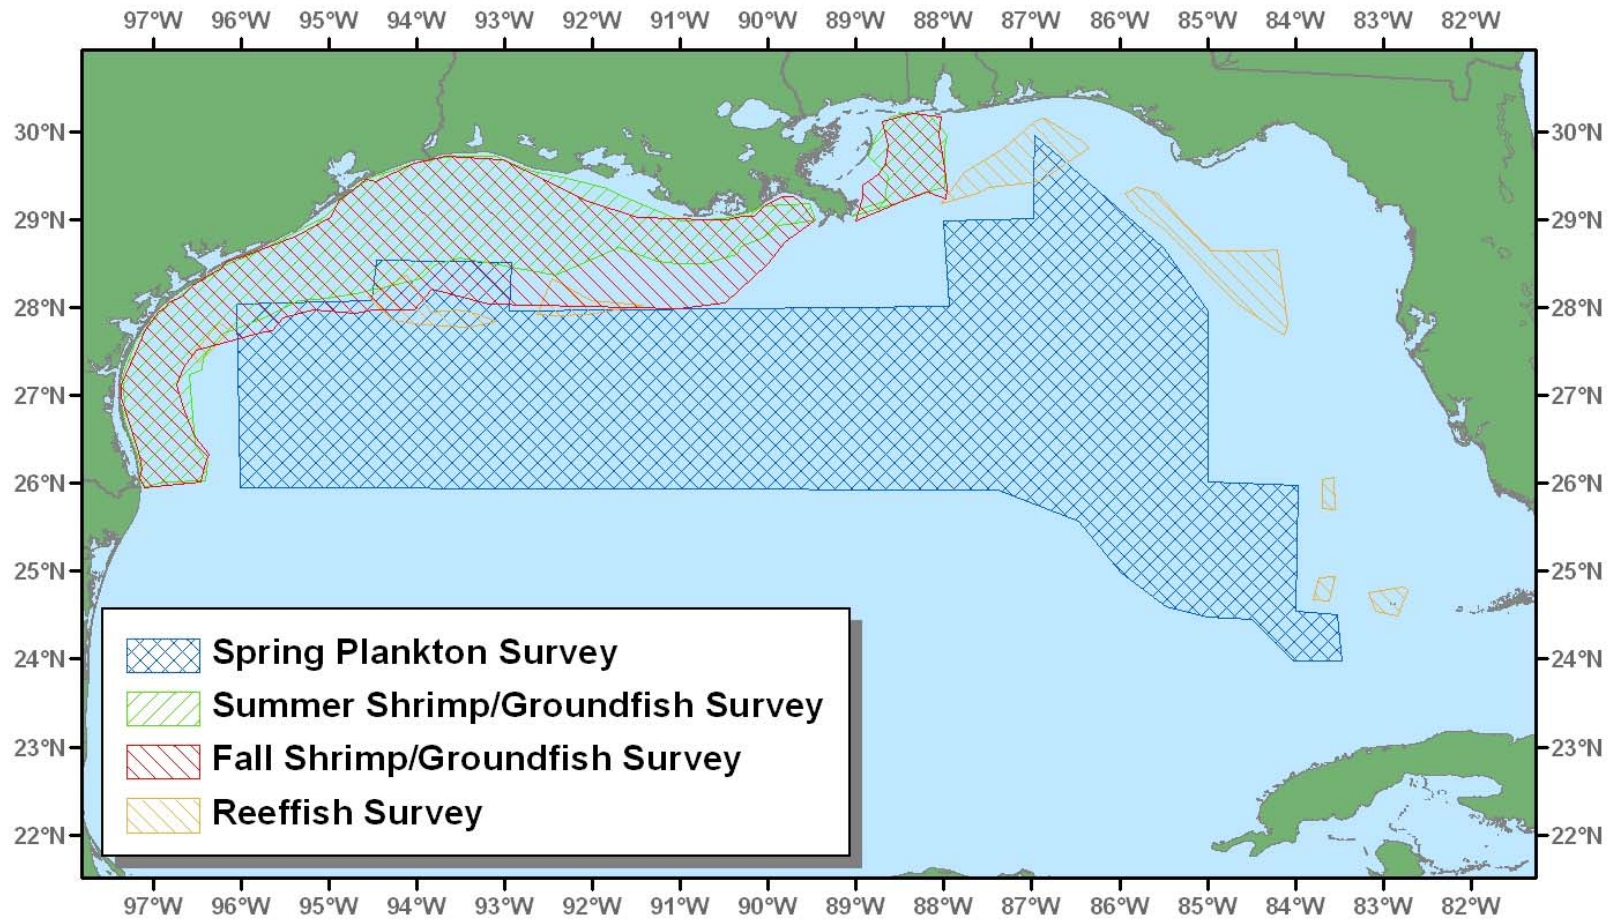 97°W 96°W 95°W 94°W 93°W 92°W 91°W 90°W 89°W 88°W 87°W 86°W 85°W 84°W 83°W 82°W
30°N 30°N
29°N 29°N
28°N 28°N
27°N 27°N
26°N 26°N
25°N 25°N
24°N 24°N
23°N 23°N
22°N 22°N
Spring Plankton Survey
Summer Shrimp/Groundfish Survey
Fall Shrimp/Groundfish Survey
Reeffish Survey
97°W 96°W 95°W 94°W 93°W 92°W 91°W 90°W 89°W 88°W 87°W 86°W 85°W 84°W 83°W 82°W